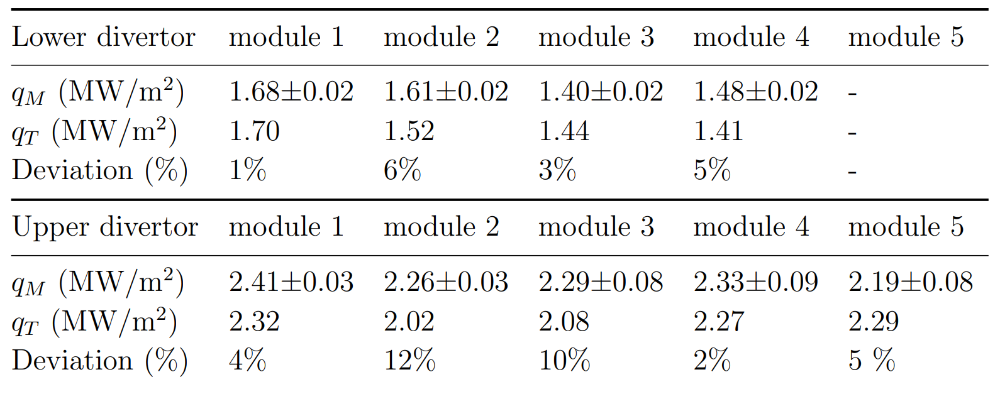 Lower divertor module 1 module 2 module 3 module 4 module 5
q_M (MW/m²) 1.68±0.02 1.61±0.02 1.40±0.02 1.48±0.02 -
q_T (MW/m²) 1.70 1.52 1.44 1.41 -
Deviation (%) 1% 6% 3% 5% -
Upper divertor module 1 module 2 module 3 module 4 module 5
q_M (MW/m²) 2.41±0.03 2.26±0.03 2.29±0.08 2.33±0.09 2.19±0.08
q_T (MW/m²) 2.32 2.02 2.08 2.27 2.29
Deviation (%) 4% 12% 10% 2% 5 %